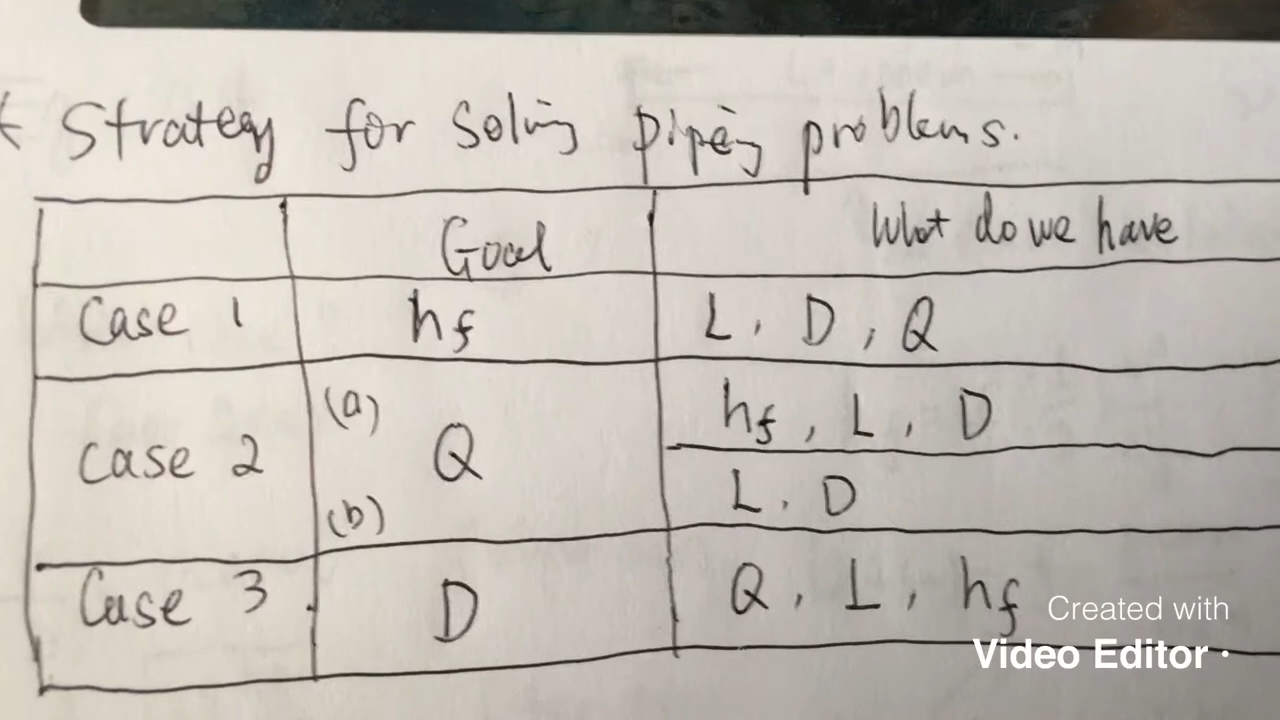 Strategy for solving piping problems.
Goal What do we have
Case 1 hf L, D, Q
Case 2 (a) Q hf, L, D
(b) L, D
Case 3 D Q, L, hf
Created with
Video Editor